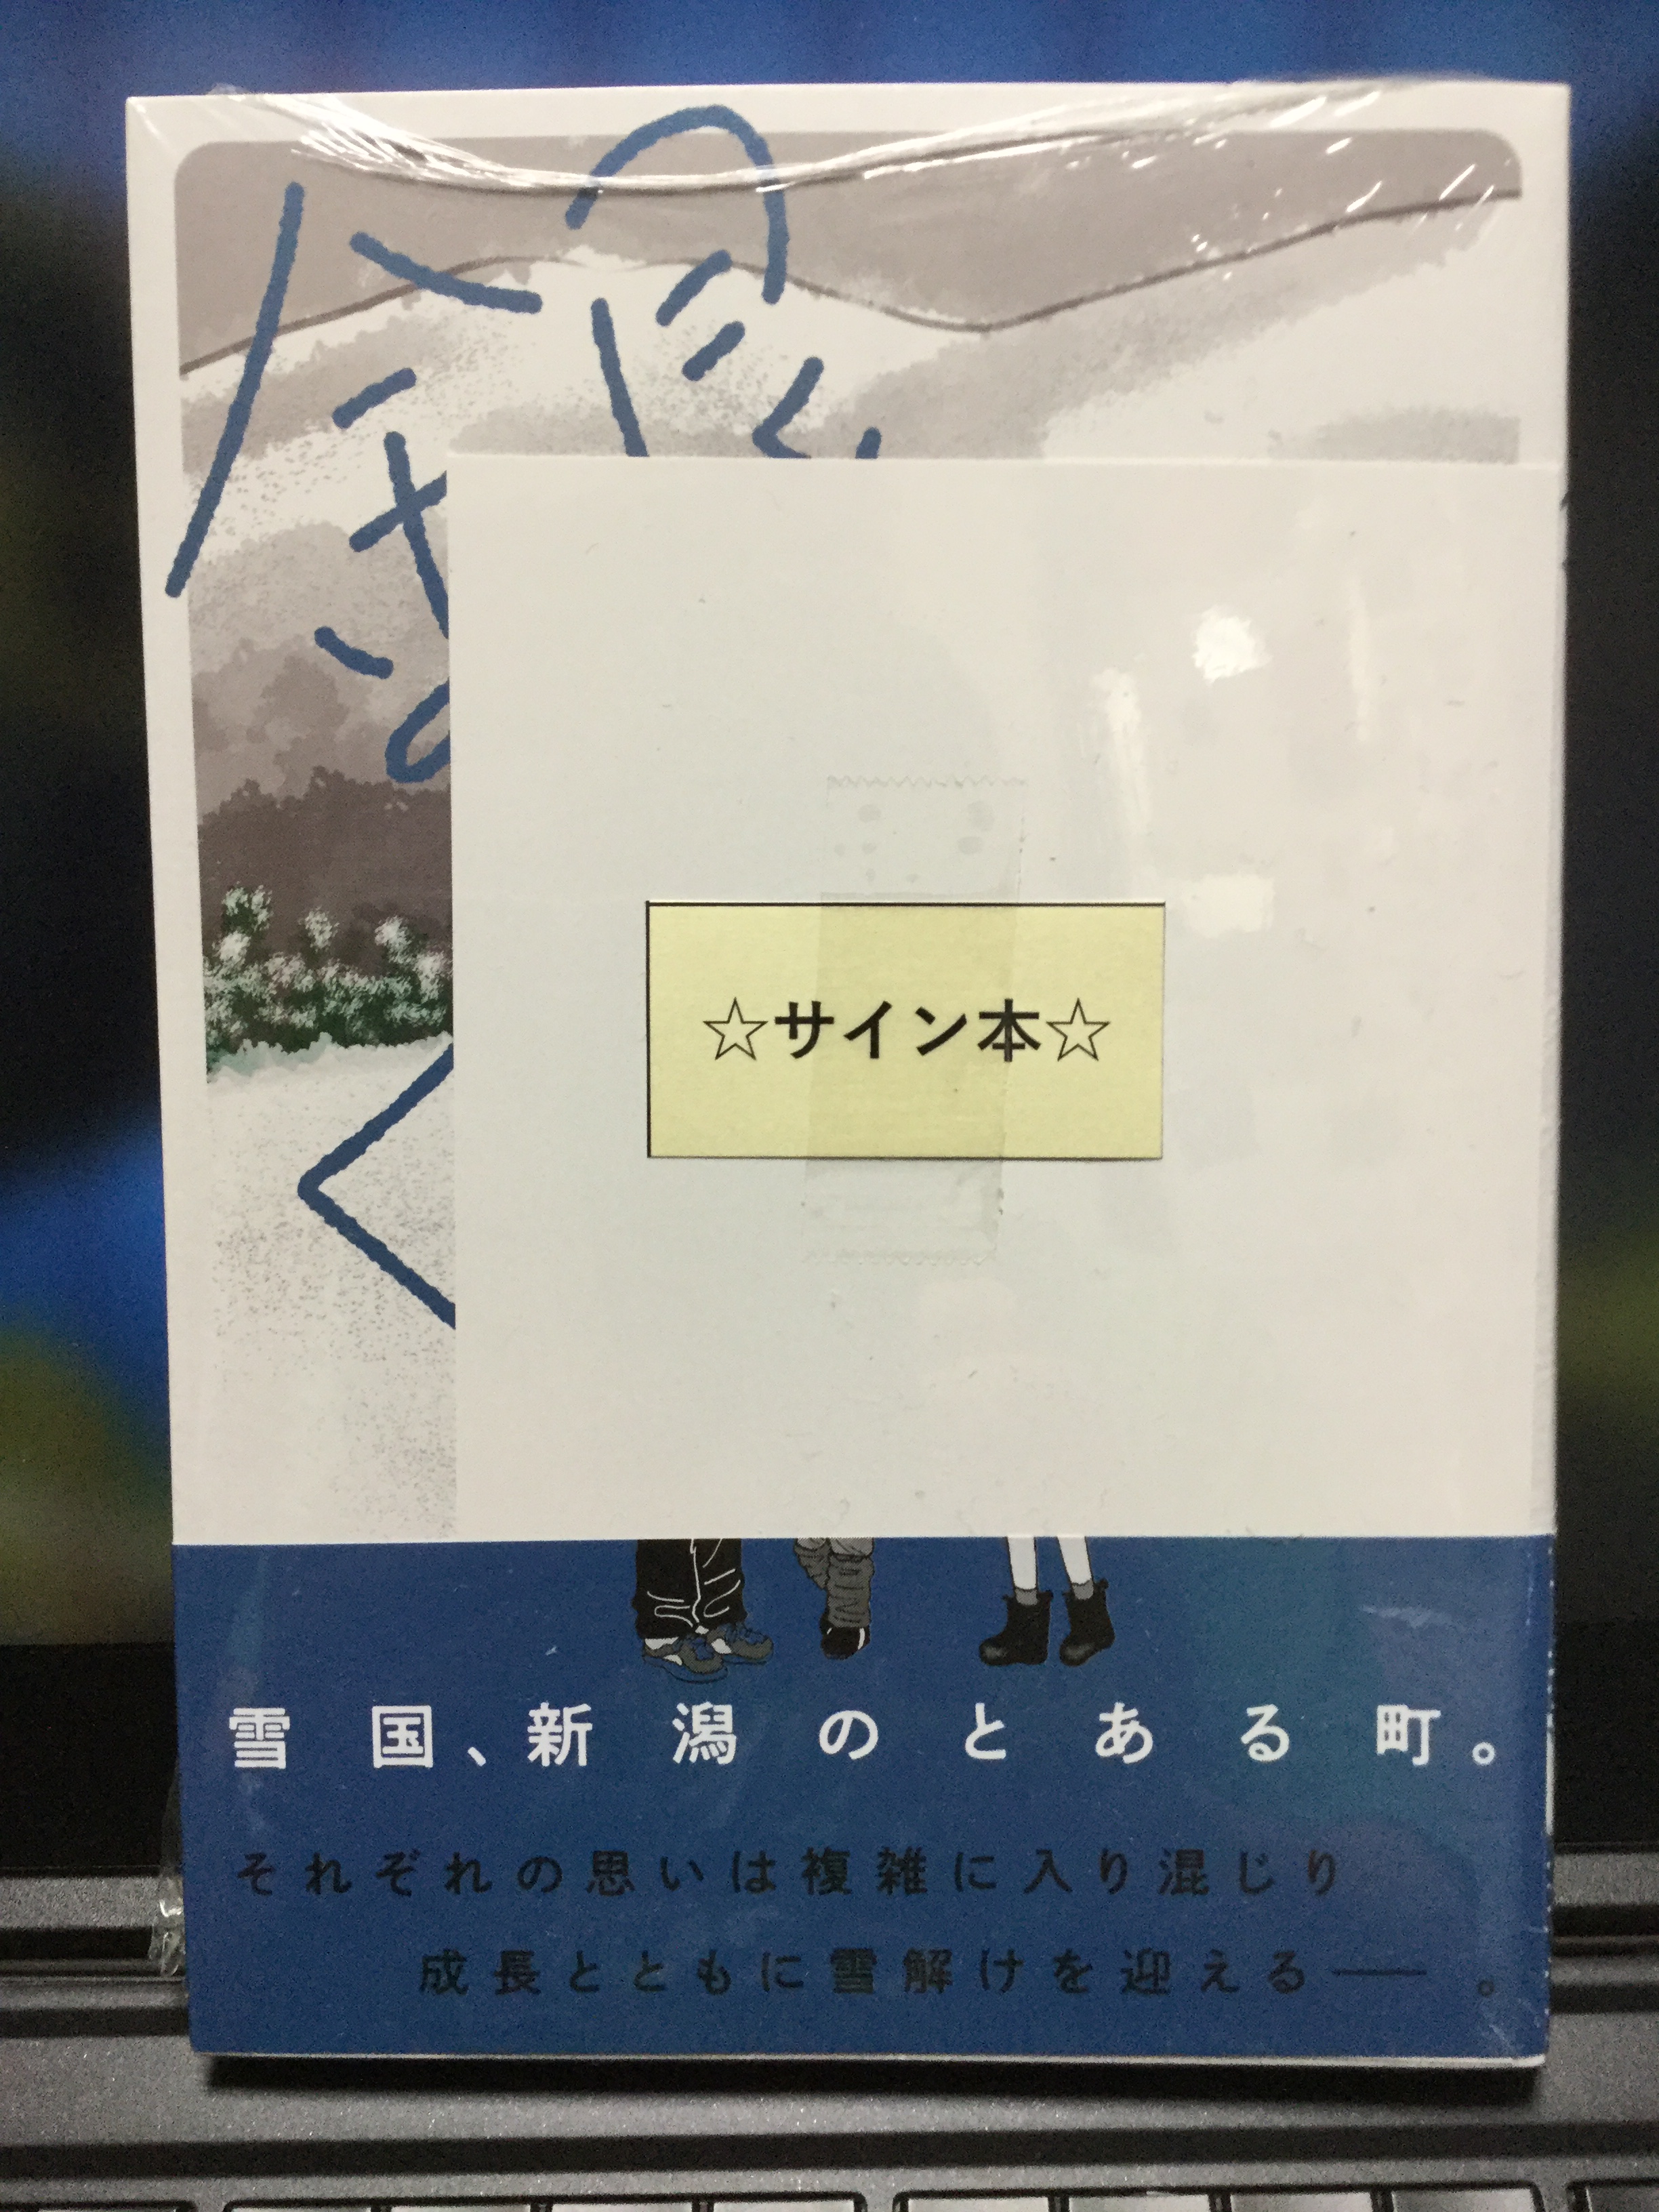 ☆サイン本☆
雪国、新潟のとある町。
それぞれの思いは複雑に入り混じり
成長とともに雪解けを迎える――。